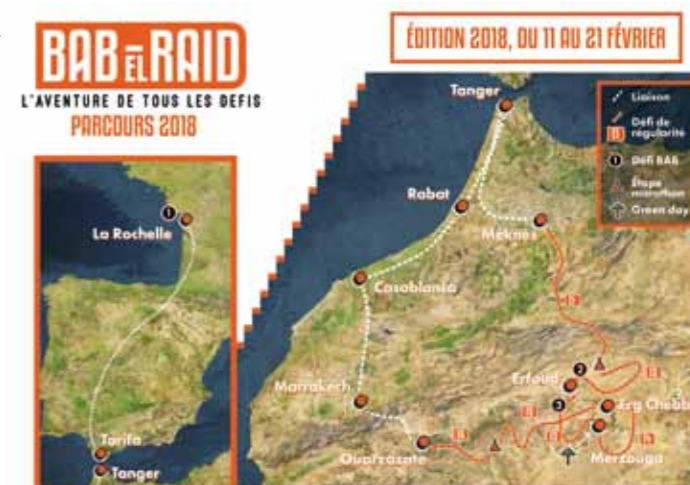 BAB EL RAID
L'AVENTURE DE TOUS LES DEFIS
PARCOURS 2018
ÉDITION 2018, DU 11 AU 21 FÉVRIER
Liaison
Défi de régularité
Défi BAB
Étape marathon
Green day
1
La Rochelle
Tarifa
Tanger
Tanger
Rabat
Meknès
Casablanca
Marrakech
Ouarzazate
Erfoud
Erg Chebbi
Merzouga